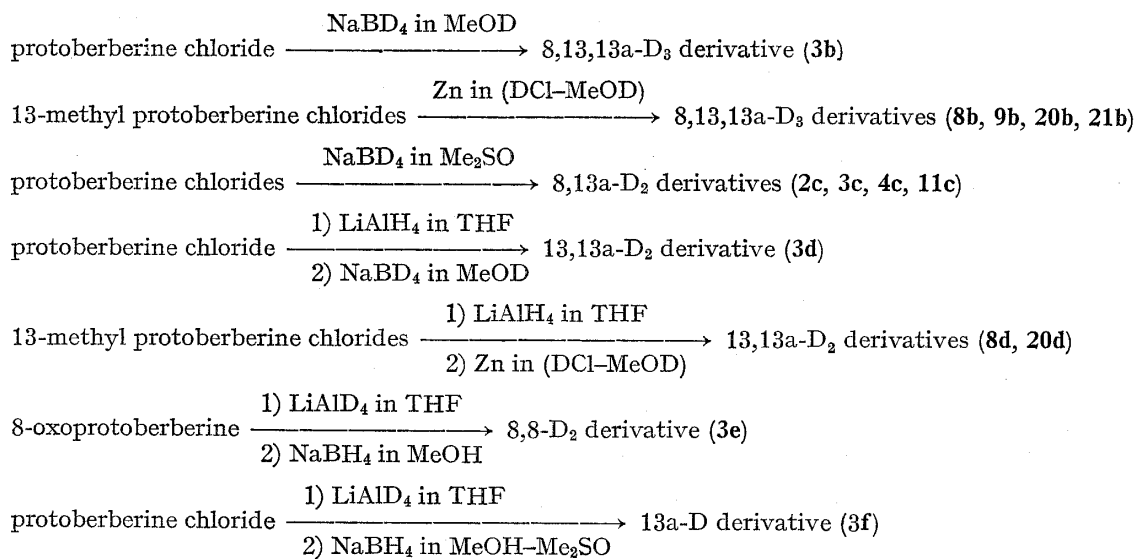 NaBD₄ in MeOD
protoberberine chloride ⟶ 8,13,13a-D₃ derivative (3b)
Zn in (DCl–MeOD)
13-methyl protoberberine chlorides ⟶ 8,13,13a-D₃ derivatives (8b, 9b, 20b, 21b)
NaBD₄ in Me₂SO
protoberberine chlorides ⟶ 8,13a-D₂ derivatives (2c, 3c, 4c, 11c)
1) LiAlH₄ in THF
protoberberine chloride ⟶ 13,13a-D₂ derivative (3d)
2) NaBD₄ in MeOD
1) LiAlH₄ in THF
13-methyl protoberberine chlorides ⟶ 13,13a-D₂ derivatives (8d, 20d)
2) Zn in (DCl–MeOD)
1) LiAlD₄ in THF
8-oxoprotoberberine ⟶ 8,8-D₂ derivative (3e)
2) NaBH₄ in MeOH
1) LiAlD₄ in THF
protoberberine chloride ⟶ 13a-D derivative (3f)
2) NaBH₄ in MeOH–Me₂SO